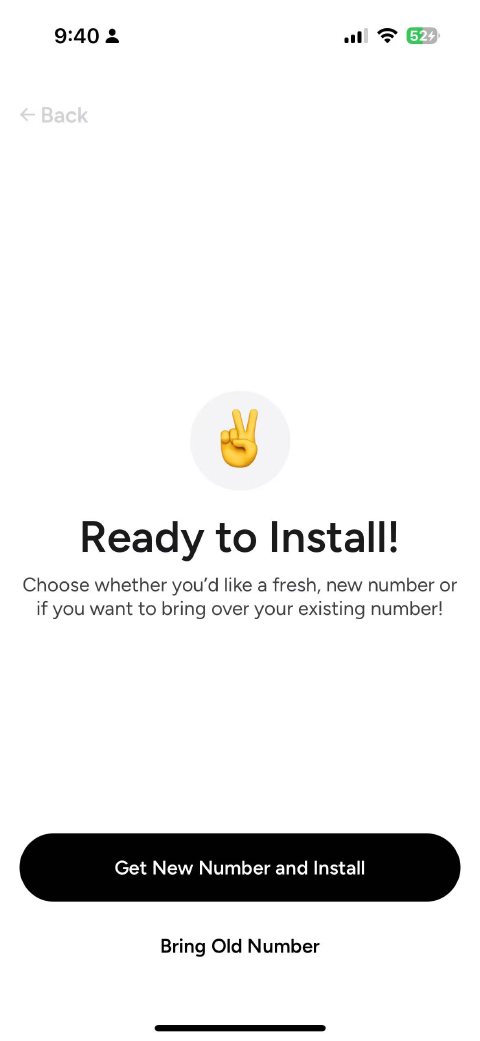 9:40
52
← Back
Ready to Install!
Choose whether you’d like a fresh, new number or
if you want to bring over your existing number!
Get New Number and Install
Bring Old Number